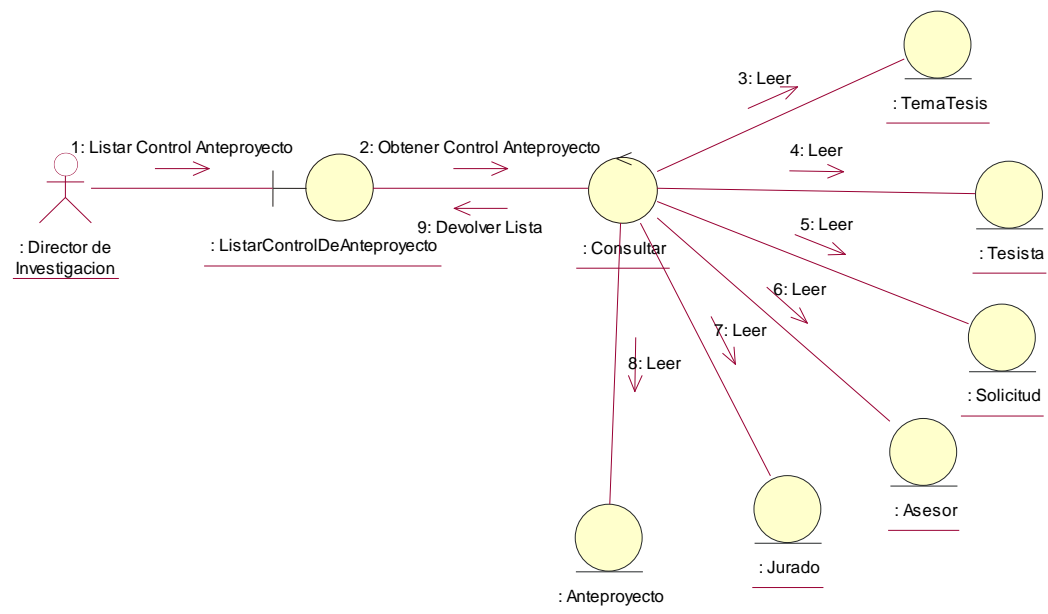 3: Leer
: TemaTesis
1: Listar Control Anteproyecto
2: Obtener Control Anteproyecto
4: Leer
9: Devolver Lista
5: Leer
: Director de
Investigacion
: ListarControlDeAnteproyecto
: Consultar
: Tesista
6: Leer
7: Leer
8: Leer
: Solicitud
: Asesor
: Jurado
: Anteproyecto